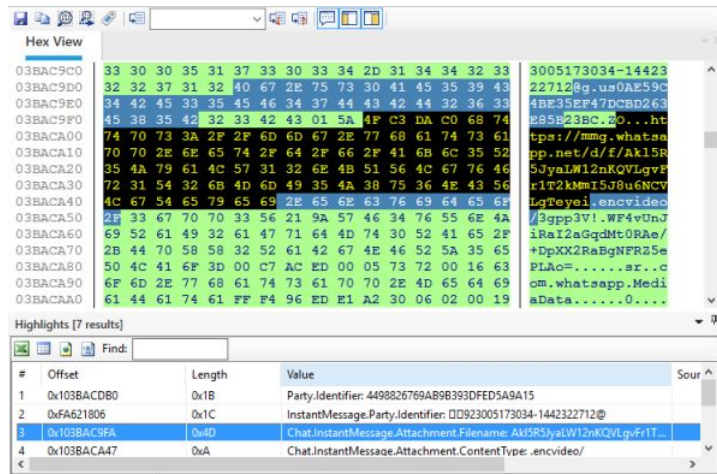 Hex View
03BAC9C0 33 30 30 35 31 37 33 30 33 34 2D 31 34 34 32 33 3005173034-14423
03BAC9D0 32 32 37 31 32 40 67 2E 75 73 30 41 45 35 39 43 22712@g.us0AE59C
03BAC9E0 34 42 45 33 35 45 46 34 37 44 43 42 44 32 36 33 4BE35EF47DCBD263
03BAC9F0 45 38 35 42 32 33 42 43 01 5A 4F C3 DA C0 68 74 E85B23BC.ZO...ht
03BACA00 74 70 73 3A 2F 2F 6D 6D 67 2E 77 68 61 74 73 61 tps://mmg.whatsa
03BACA10 70 70 2E 6E 65 74 2F 64 2F 66 2F 41 6B 6C 35 52 pp.net/d/f/Akl5R
03BACA20 35 4A 79 61 4C 57 31 32 6E 4B 51 56 4C 67 76 46 5JyaLW12nKQVLgvF
03BACA30 72 31 54 32 6B 4D 6D 49 35 4A 38 75 36 4E 43 56 r1T2kMmI5J8u6NCV
03BACA40 4C 67 54 65 79 65 69 2E 65 6E 63 76 69 64 65 6F LgTeyei.encvideo
03BACA50 2F 33 67 70 70 33 56 21 9A 57 46 34 76 55 6E 4A /3gpp3V!.WF4vUnJ
03BACA60 69 52 61 49 32 61 47 71 64 4D 74 30 52 41 65 2F iRaI2aGqdMt0RAe/
03BACA70 2B 44 70 58 58 32 52 61 42 67 4E 46 52 5A 35 65 +DpXX2RaBgNFRZ5e
03BACA80 50 4C 41 6F 3D 00 C7 AC ED 00 05 73 72 00 16 63 PLAo=......sr..c
03BACA90 6F 6D 2E 77 68 61 74 73 61 70 70 2E 4D 65 64 69 om.whatsapp.Medi
03BACAA0 61 44 61 74 61 FF F4 96 ED E1 A2 30 06 02 00 19 aData......0....
Highlights [7 results]
Find:
# Offset Length Value Sour
1 0x103BACDB0 0x1B Party.Identifier: 4498826769AB9B393DFED5A9A15
2 0xFA621806 0x1C InstantMessage.Party.Identifier: 923005173034-1442322712@
3 0x103BAC9FA 0x4D Chat.InstantMessage.Attachment.Filename: Akl5R5JyaLW12nKQVLgvFr1T...
4 0x103BACA47 0xA Chat.InstantMessage.Attachment.ContentType: .encvideo/